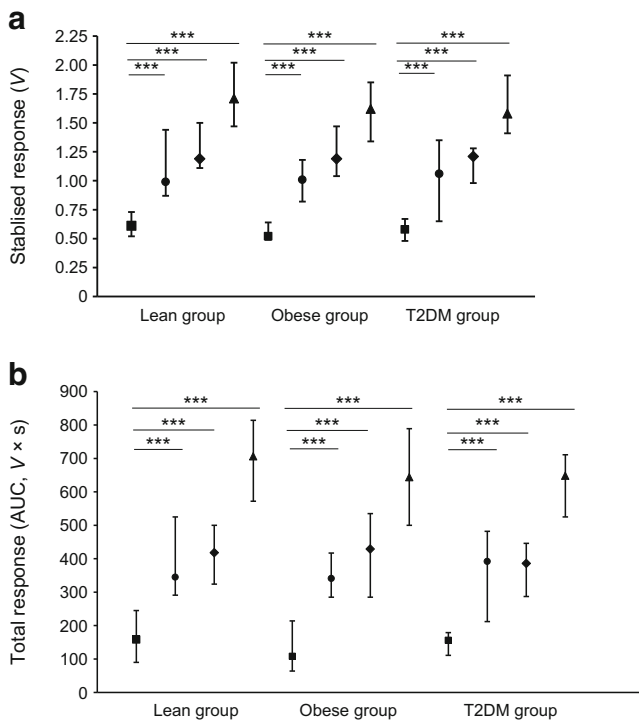 a
Stablised response (V)
2.25
2.00
1.75
1.50
1.25
1.00
0.75
0.50
0.25
0
*** *** ***
*** *** ***
*** *** ***
Lean group Obese group T2DM group
b
Total response (AUC, V × s)
900
800
700
600
500
400
300
200
100
0
*** *** ***
*** *** ***
*** *** ***
Lean group Obese group T2DM group